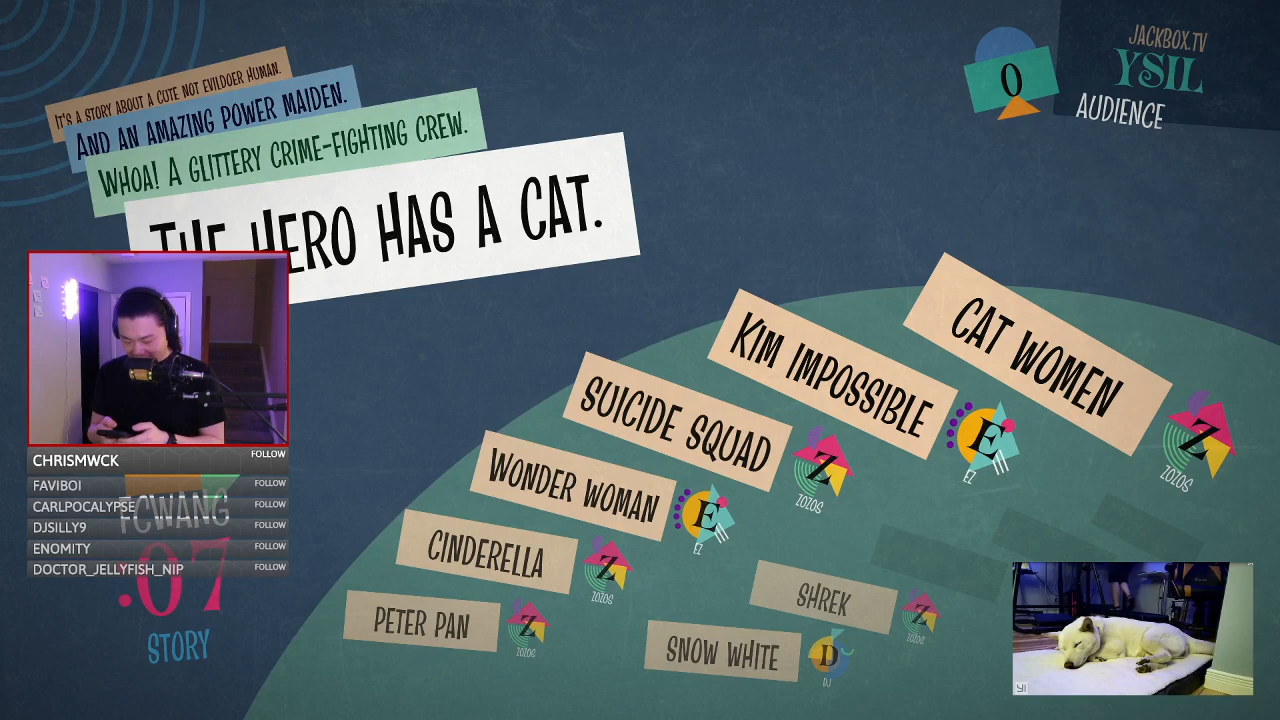 IT'S A STORY ABOUT A CUTE NOT EVILDOER HUMAN.
AND AN AMAZING POWER MAIDEN.
WHOA! A GLITTERY CRIME-FIGHTING CREW.
THE HERO HAS A CAT.
JACKBOX.TV
YSIL
0
AUDIENCE
CAT WOMEN
Z
ZOZOS
KIM IMPOSSIBLE
E
EZ
SUICIDE SQUAD
Z
ZOZOS
WONDER WOMAN
E
EZ
CINDERELLA
Z
ZOZOS
PETER PAN
Z
ZOZOS
SHREK
Z
ZOZOS
SNOW WHITE
D
DJ
CHRISMWCK FOLLOW
FAVIBOI FOLLOW
CARLPOCALYPSE FOLLOW
DJSILLY9 FOLLOW
ENOMITY FOLLOW
DOCTOR_JELLYFISH_NIP FOLLOW
FCWANG
:07
STORY
YI